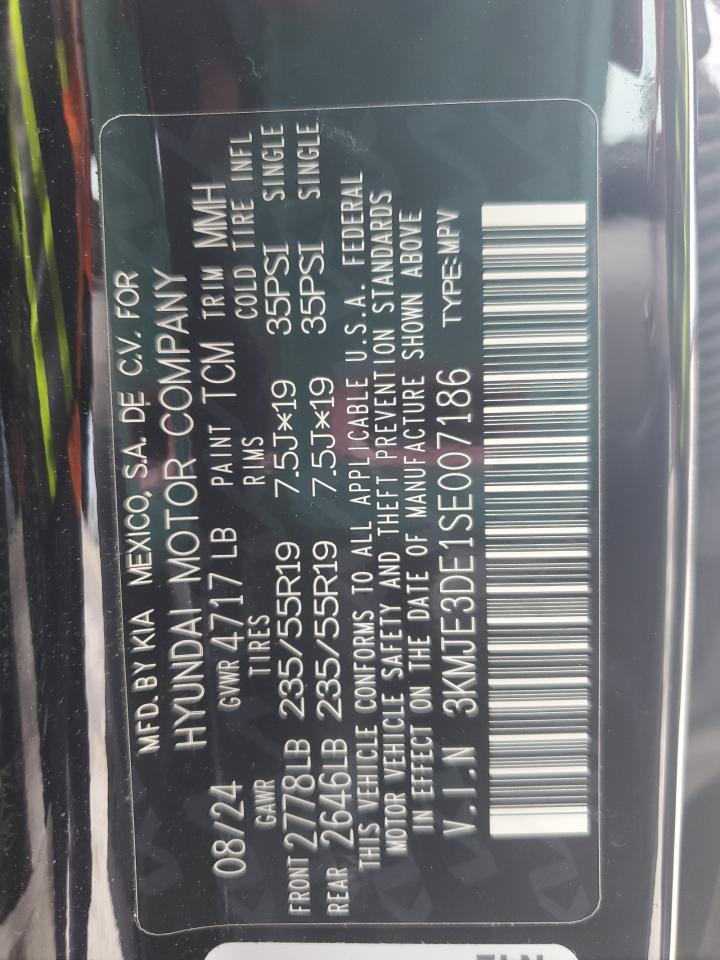 MFD. BY KIA MEXICO, S.A. DE C.V. FOR
HYUNDAI MOTOR COMPANY
08/24 GVWR 4717 LB PAINT TCM TRIM MMH
GAWR TIRES RIMS COLD TIRE INFL
FRONT 2778LB 235/55R19 7.5J*19 35PSI SINGLE
REAR 2646LB 235/55R19 7.5J*19 35PSI SINGLE
THIS VEHICLE CONFORMS TO ALL APPLICABLE U.S.A. FEDERAL
MOTOR VEHICLE SAFETY AND THEFT PREVENTION STANDARDS
IN EFFECT ON THE DATE OF MANUFACTURE SHOWN ABOVE
V.I.N 3KMJE3DE1SE007186 TYPE:MPV